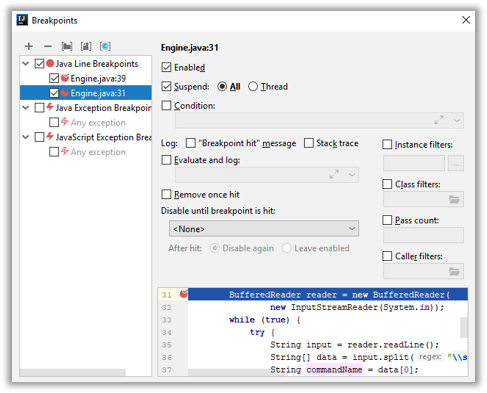 Breakpoints
Java Line Breakpoints
Engine.java:39
Engine.java:31
Java Exception Breakpoin
Any exception
JavaScript Exception Brea
Any exception
Engine.java:31
Enabled
Suspend: All Thread
Condition:
Log: "Breakpoint hit" message Stack trace
Evaluate and log:
Remove once hit
Disable until breakpoint is hit:
<None>
After hit: Disable again Leave enabled
Instance filters:
...
Class filters:
Pass count:
Caller filters:
31 BufferedReader reader = new BufferedReader(
32 new InputStreamReader(System.in));
33 while (true) {
34 try {
35 String input = reader.readLine();
36 String[] data = input.split( regex: "\\s
37 String commandName = data[0];